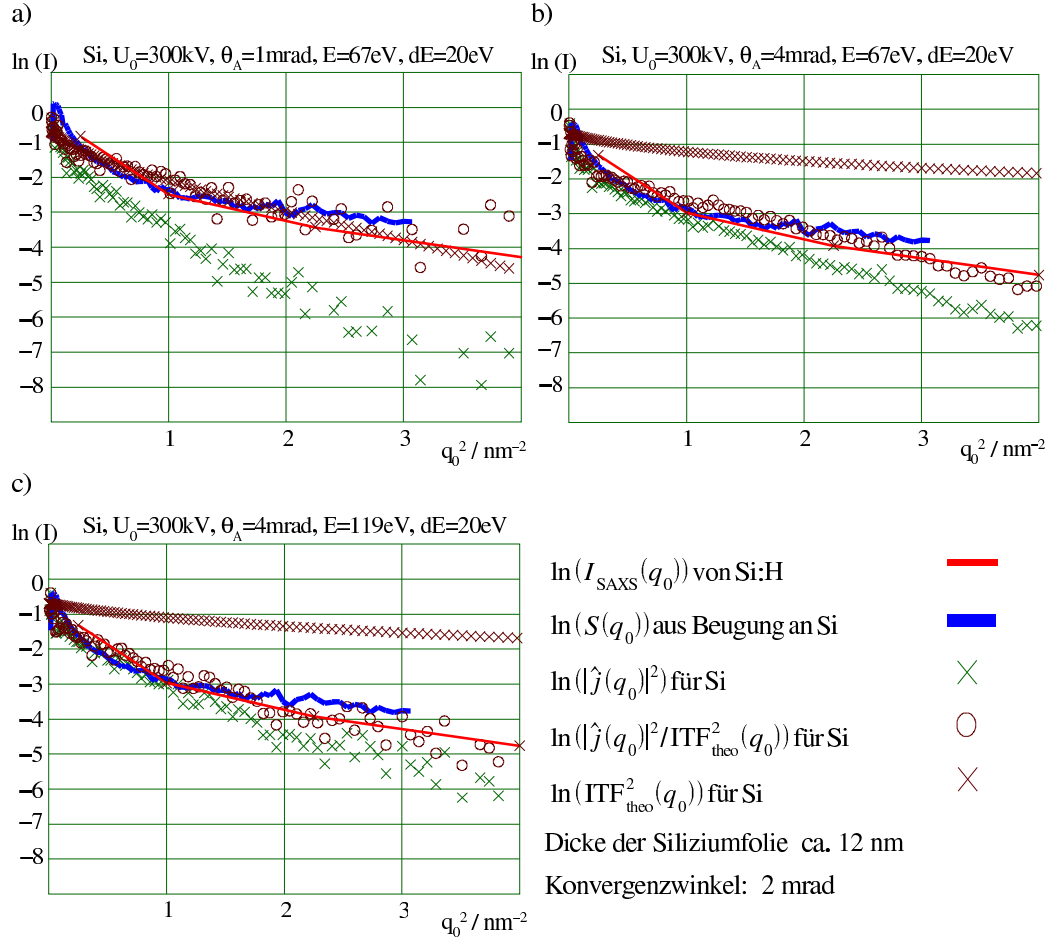 a)
ln (I) Si, U0=300kV, θA=1mrad, E=67eV, dE=20eV
0
−1
−2
−3
−4
−5
−6
−7
−8
1 2 3
q0² / nm⁻²
b)
ln (I) Si, U0=300kV, θA=4mrad, E=67eV, dE=20eV
0
−1
−2
−3
−4
−5
−6
−7
−8
1 2 3
q0² / nm⁻²
c)
ln (I) Si, U0=300kV, θA=4mrad, E=119eV, dE=20eV
0
−1
−2
−3
−4
−5
−6
−7
−8
1 2 3
q0² / nm⁻²
ln(I_SAXS(q0)) von Si:H
ln(S(q0)) aus Beugung an Si
ln(|ĵ(q0)|²) für Si
ln(|ĵ(q0)|²/ITF²_theo(q0)) für Si
ln(ITF²_theo(q0)) für Si
Dicke der Siliziumfolie ca. 12 nm
Konvergenzwinkel: 2 mrad